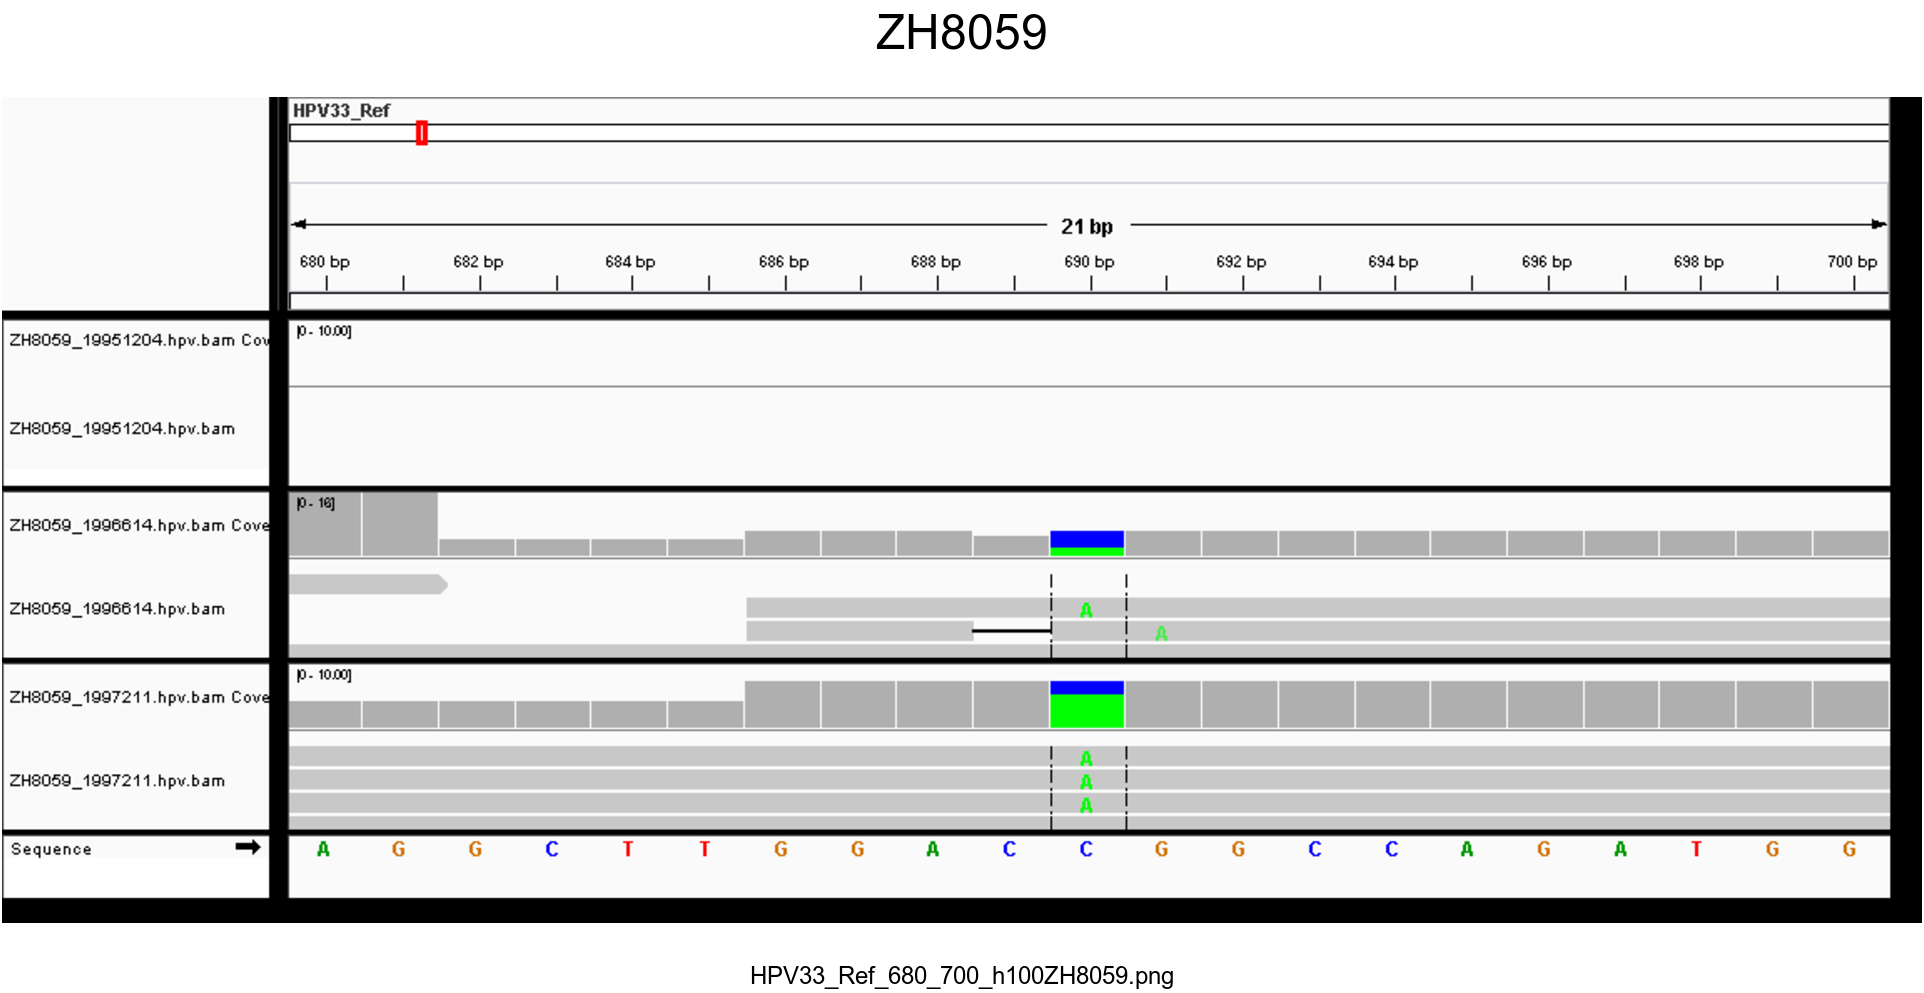 ZH8059
HPV33_Ref
21 bp
680 bp 682 bp 684 bp 686 bp 688 bp 690 bp 692 bp 694 bp 696 bp 698 bp 700 bp
ZH8059_19951204.hpv.bam Cov
[0 - 10.00]
ZH8059_19951204.hpv.bam
ZH8059_1996614.hpv.bam Cove
[0 - 16]
ZH8059_1996614.hpv.bam
A
A
ZH8059_1997211.hpv.bam Cove
[0 - 10.00]
ZH8059_1997211.hpv.bam
A
A
A
Sequence A G G C T T G G A C C G G C C A G A T G G
HPV33_Ref_680_700_h100ZH8059.png